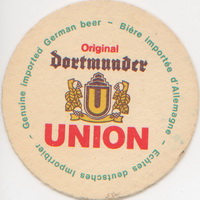 Genuine imported German beer - Bière importée d'Allemagne - Echtes deutsches Importbier -
Original
Dortmunder
U
UNION